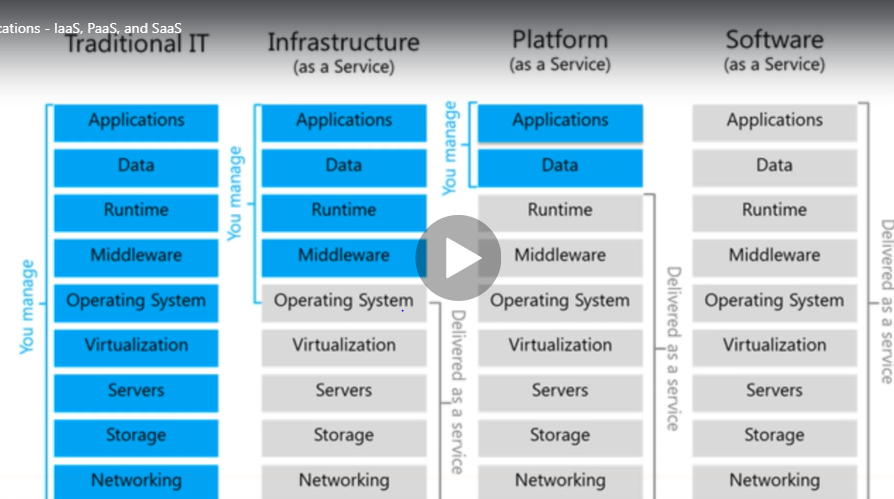 cations - IaaS, PaaS, and SaaS
Traditional IT
Applications
Data
Runtime
Middleware
Operating System
Virtualization
Servers
Storage
Networking
You manage
Infrastructure
(as a Service)
Applications
Data
Runtime
Middleware
Operating System
Virtualization
Servers
Storage
Networking
You manage
Delivered as a service
Platform
(as a Service)
Applications
Data
Runtime
Middleware
Operating System
Virtualization
Servers
Storage
Networking
You manage
Delivered as a service
Software
(as a Service)
Applications
Data
Runtime
Middleware
Operating System
Virtualization
Servers
Storage
Networking
Delivered as a service